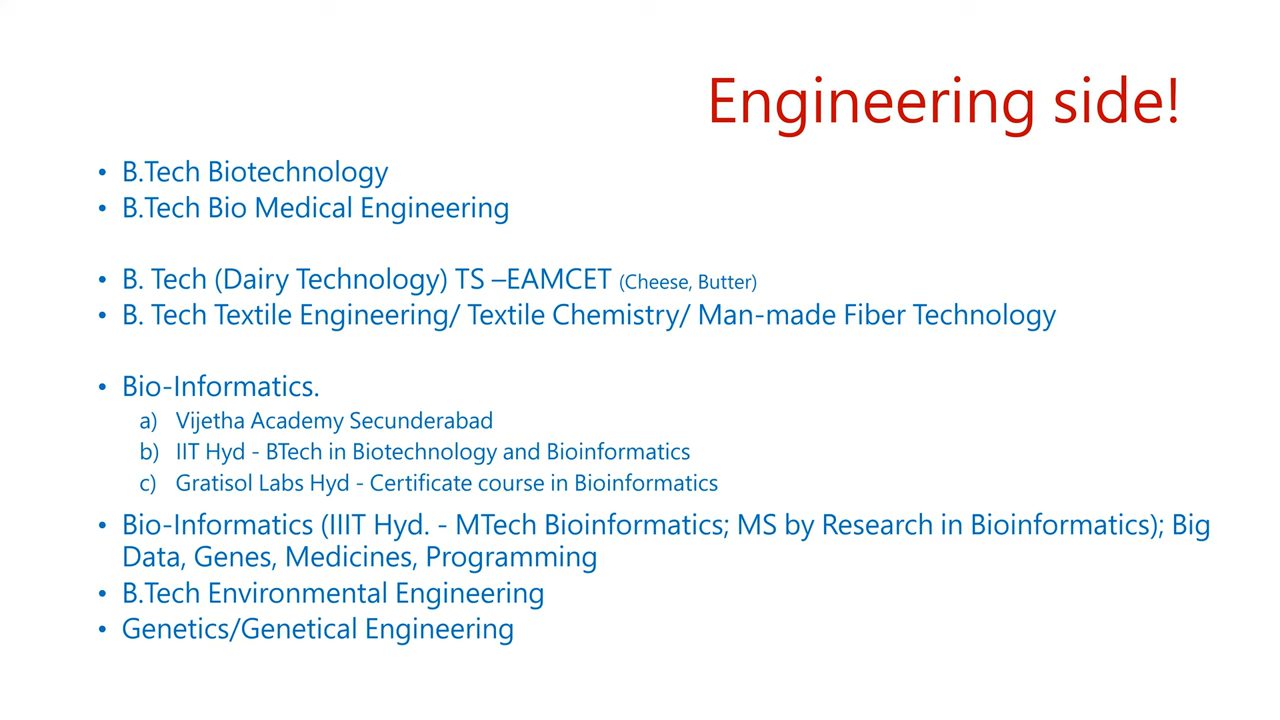 Engineering side!
• B.Tech Biotechnology
• B.Tech Bio Medical Engineering
• B. Tech (Dairy Technology) TS –EAMCET (Cheese, Butter)
• B. Tech Textile Engineering/ Textile Chemistry/ Man-made Fiber Technology
• Bio-Informatics.
a) Vijetha Academy Secunderabad
b) IIT Hyd - BTech in Biotechnology and Bioinformatics
c) Gratisol Labs Hyd - Certificate course in Bioinformatics
• Bio-Informatics (IIIT Hyd. - MTech Bioinformatics; MS by Research in Bioinformatics); Big
Data, Genes, Medicines, Programming
• B.Tech Environmental Engineering
• Genetics/Genetical Engineering